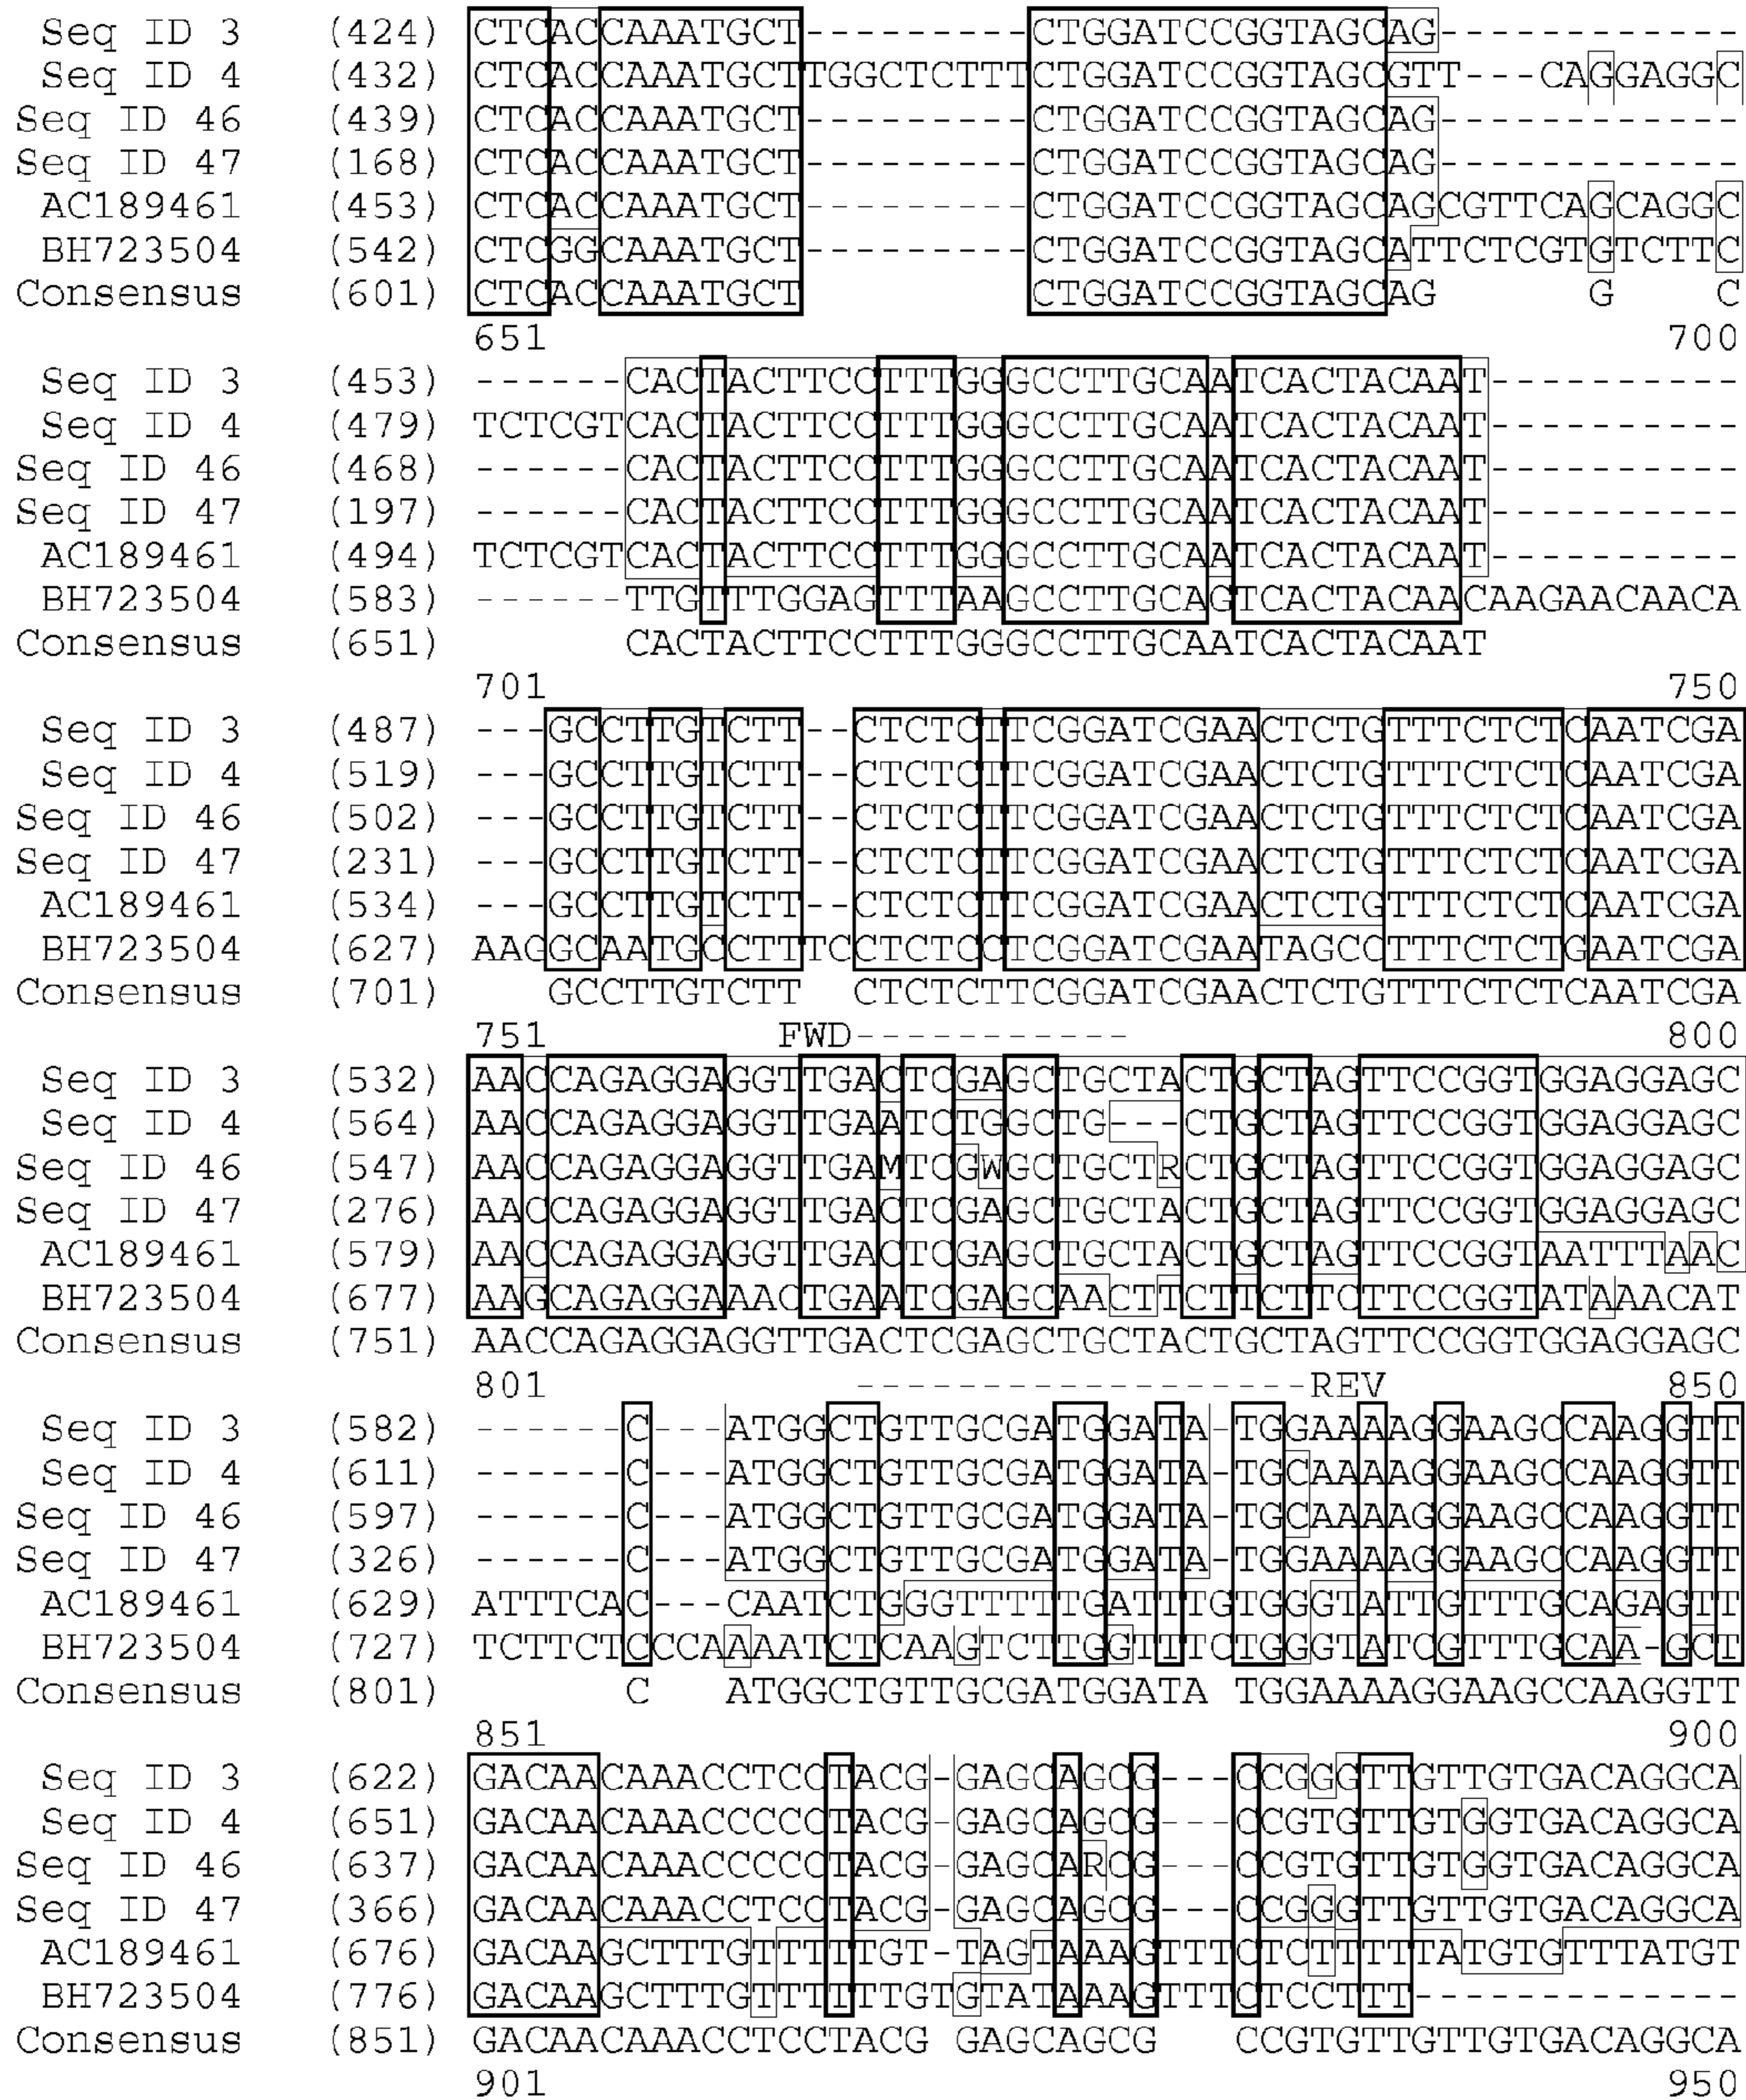 Seq ID 3 (424) CTCACCAAATGCT---------CTGGATCCGGTAGCAG------------
Seq ID 4 (432) CTCACCAAATGCTTGGCTCTTTCTGGATCCGGTAGCGTT---CAGGAGGC
Seq ID 46 (439) CTCACCAAATGCT---------CTGGATCCGGTAGCAG------------
Seq ID 47 (168) CTCACCAAATGCT---------CTGGATCCGGTAGCAG------------
AC189461 (453) CTCACCAAATGCT---------CTGGATCCGGTAGCAGCGTTCAGCAGGC
BH723504 (542) CTCGGCAAATGCT---------CTGGATCCGGTAGCATTCTCGTGTCTTC
Consensus (601) CTCACCAAATGCT CTGGATCCGGTAGCAG G C
651 700
Seq ID 3 (453) ------CACTACTTCCTTTGGGCCTTGCAATCACTACAAT----------
Seq ID 4 (479) TCTCGTCACTACTTCCTTTGGGCCTTGCAATCACTACAAT----------
Seq ID 46 (468) ------CACTACTTCCTTTGGGCCTTGCAATCACTACAAT----------
Seq ID 47 (197) ------CACTACTTCCTTTGGGCCTTGCAATCACTACAAT----------
AC189461 (494) TCTCGTCACTACTTCCTTTGGGCCTTGCAATCACTACAAT----------
BH723504 (583) ------TTGTTTGGAGTTTAAGCCTTGCAGTCACTACAACAAGAACAACA
Consensus (651) CACTACTTCCTTTGGGCCTTGCAATCACTACAAT
701 750
Seq ID 3 (487) ---GCCTTGTCTT--CTCTCTTCGGATCGAACTCTGTTTCTCTCAATCGA
Seq ID 4 (519) ---GCCTTGTCTT--CTCTCTTCGGATCGAACTCTGTTTCTCTCAATCGA
Seq ID 46 (502) ---GCCTTGTCTT--CTCTCTTCGGATCGAACTCTGTTTCTCTCAATCGA
Seq ID 47 (231) ---GCCTTGTCTT--CTCTCTTCGGATCGAACTCTGTTTCTCTCAATCGA
AC189461 (534) ---GCCTTGTCTT--CTCTCTTCGGATCGAACTCTGTTTCTCTCAATCGA
BH723504 (627) AAGGCAATGCCTTTCCTCTCCTCGGATCGAATAGCCTTTCTCTGAATCGA
Consensus (701) GCCTTGTCTT CTCTCTTCGGATCGAACTCTGTTTCTCTCAATCGA
751 FWD----------- 800
Seq ID 3 (532) AACCAGAGGAGGTTGACTCGAGCTGCTACTGCTAGTTCCGGTGGAGGAGC
Seq ID 4 (564) AACCAGAGGAGGTTGAATCTGGCTG---CTGCTAGTTCCGGTGGAGGAGC
Seq ID 46 (547) AACCAGAGGAGGTTGAMTCGWGCTGCTRCTGCTAGTTCCGGTGGAGGAGC
Seq ID 47 (276) AACCAGAGGAGGTTGACTCGAGCTGCTACTGCTAGTTCCGGTGGAGGAGC
AC189461 (579) AACCAGAGGAGGTTGACTCGAGCTGCTACTGCTAGTTCCGGTAATTTAAC
BH723504 (677) AAGCAGAGGAAACTGAATCGAGCAACTTCTTCTTCTTCCGGTATAAACAT
Consensus (751) AACCAGAGGAGGTTGACTCGAGCTGCTACTGCTAGTTCCGGTGGAGGAGC
801 ------------------REV 850
Seq ID 3 (582) ------C---ATGGCTGTTGCGATGGATA-TGGAAAAGGAAGCCAAGGTT
Seq ID 4 (611) ------C---ATGGCTGTTGCGATGGATA-TGCAAAAGGAAGCCAAGGTT
Seq ID 46 (597) ------C---ATGGCTGTTGCGATGGATA-TGCAAAAGGAAGCCAAGGTT
Seq ID 47 (326) ------C---ATGGCTGTTGCGATGGATA-TGGAAAAGGAAGCCAAGGTT
AC189461 (629) ATTTCAC---CAATCTGGGTTTTTGATTTGTGGGTATTGTTTGCAGAGTT
BH723504 (727) TCTTCTCCCAAAATCTCAAGTCTTGGTTTCTGGGTATCGTTTGCAA-GCT
Consensus (801) C ATGGCTGTTGCGATGGATA TGGAAAAGGAAGCCAAGGTT
851 900
Seq ID 3 (622) GACAACAAACCTCCTACG-GAGCAGCG---CCGGGTTGTTGTGACAGGCA
Seq ID 4 (651) GACAACAAACCCCCTACG-GAGCAGCG---CCGTGTTGTGGTGACAGGCA
Seq ID 46 (637) GACAACAAACCCCCTACG-GAGCARCG---CCGTGTTGTGGTGACAGGCA
Seq ID 47 (366) GACAACAAACCTCCTACG-GAGCAGCG---CCGGGTTGTTGTGACAGGCA
AC189461 (676) GACAAGCTTTGTTTTTGT-TAGTAAAGTTTCTCTTTTTATGTGTTTATGT
BH723504 (776) GACAAGCTTTGTTTTTTGTGTATAAAGTTTCTCCTTT-------------
Consensus (851) GACAACAAACCTCCTACG GAGCAGCG CCGTGTTGTTGTGACAGGCA
901 950